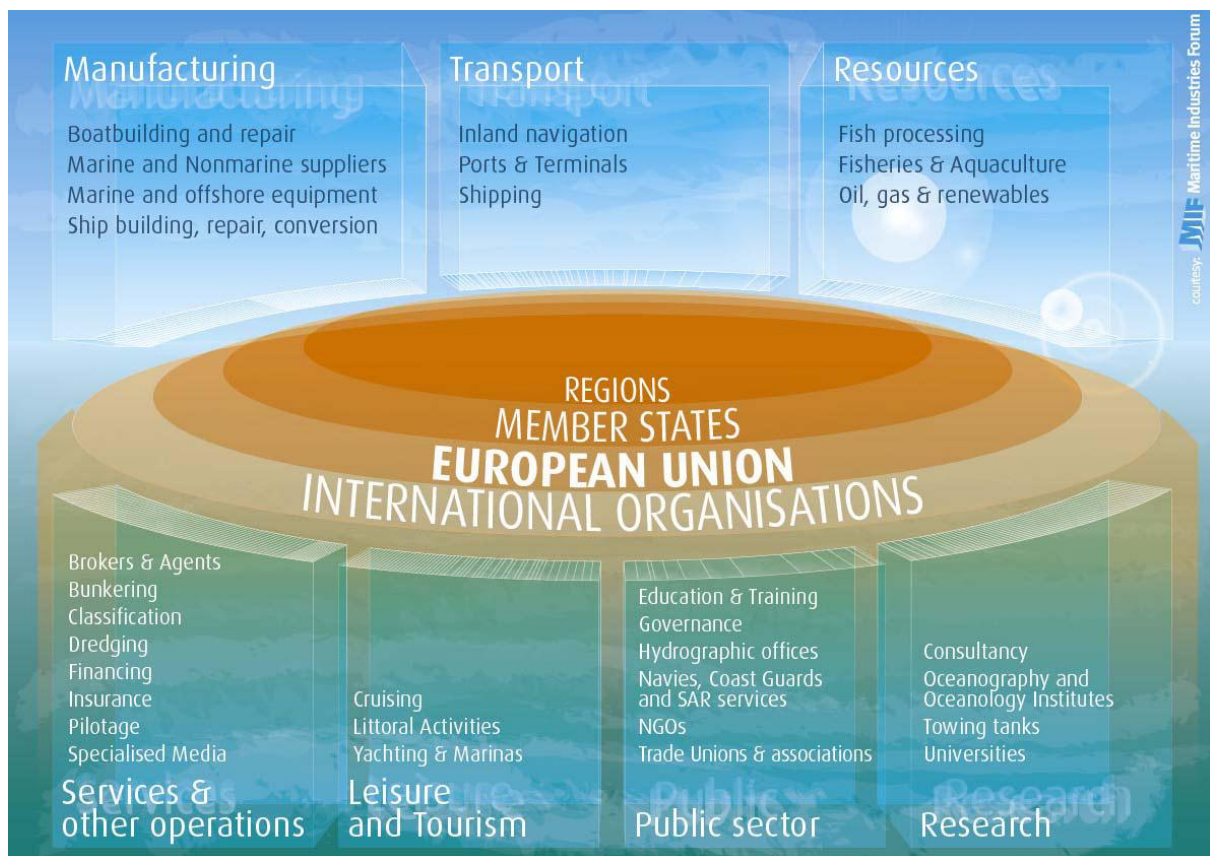 Manufacturing
Boatbuilding and repair
Marine and Nonmarine suppliers
Marine and offshore equipment
Ship building, repair, conversion
Transport
Inland navigation
Ports & Terminals
Shipping
Resources
Fish processing
Fisheries & Aquaculture
Oil, gas & renewables
courtesy: MIF Maritime Industries Forum
REGIONS
MEMBER STATES
EUROPEAN UNION
INTERNATIONAL ORGANISATIONS
Brokers & Agents
Bunkering
Classification
Dredging
Financing
Insurance
Pilotage
Specialised Media
Services &
other operations
Cruising
Littoral Activities
Yachting & Marinas
Leisure
and Tourism
Education & Training
Governance
Hydrographic offices
Navies, Coast Guards
and SAR services
NGOs
Trade Unions & associations
Public sector
Consultancy
Oceanography and
Oceanology Institutes
Towing tanks
Universities
Research